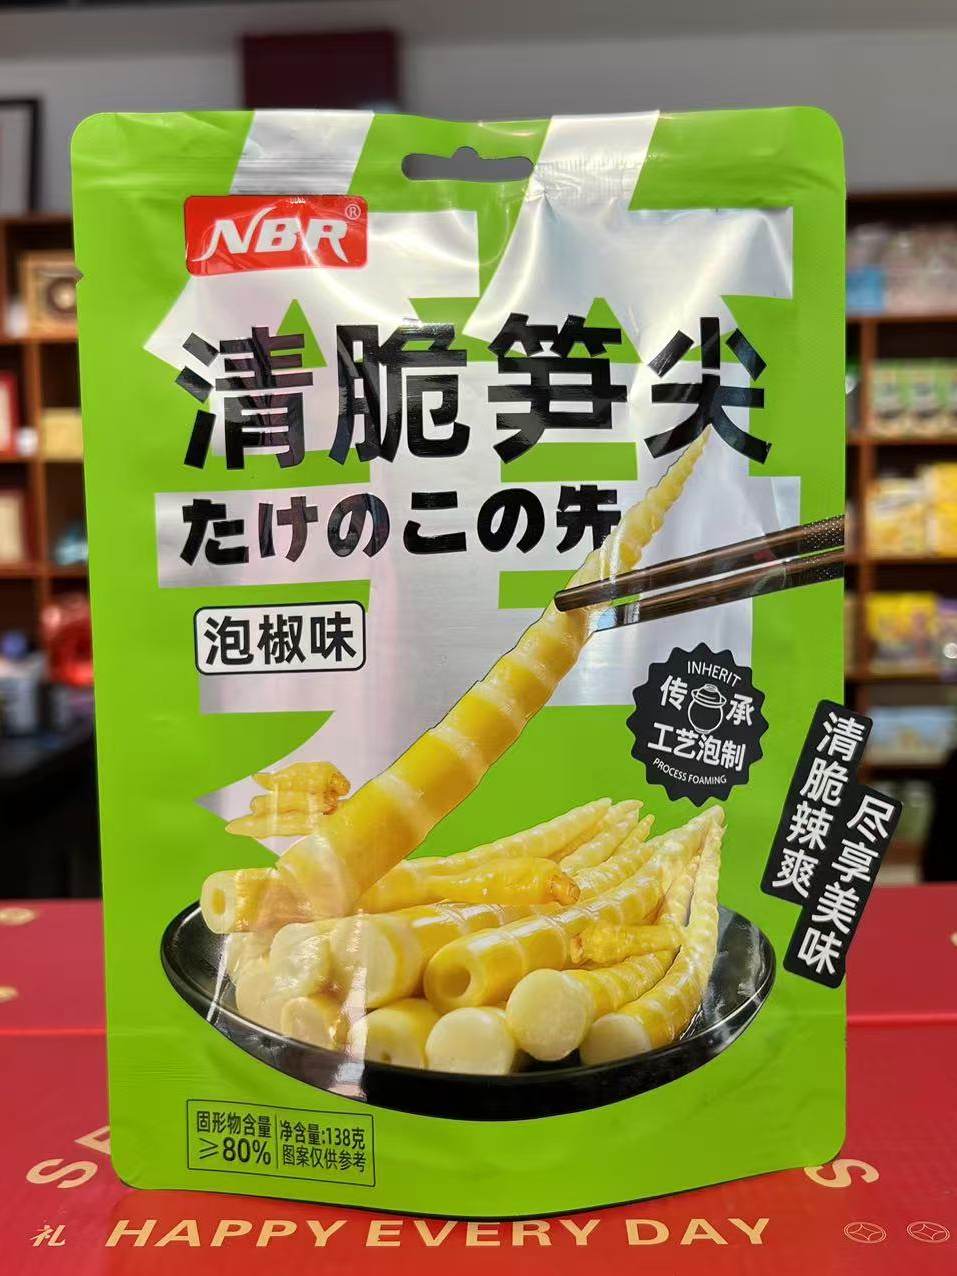 NBR®
清脆笋尖
たけのこの先
泡椒味
INHERIT
传承
工艺泡制
PROCESS FOAMING
清脆辣爽
尽享美味
固形物含量
≥80%
净含量:138克
图案仅供参考
礼 HAPPY EVERY DAY